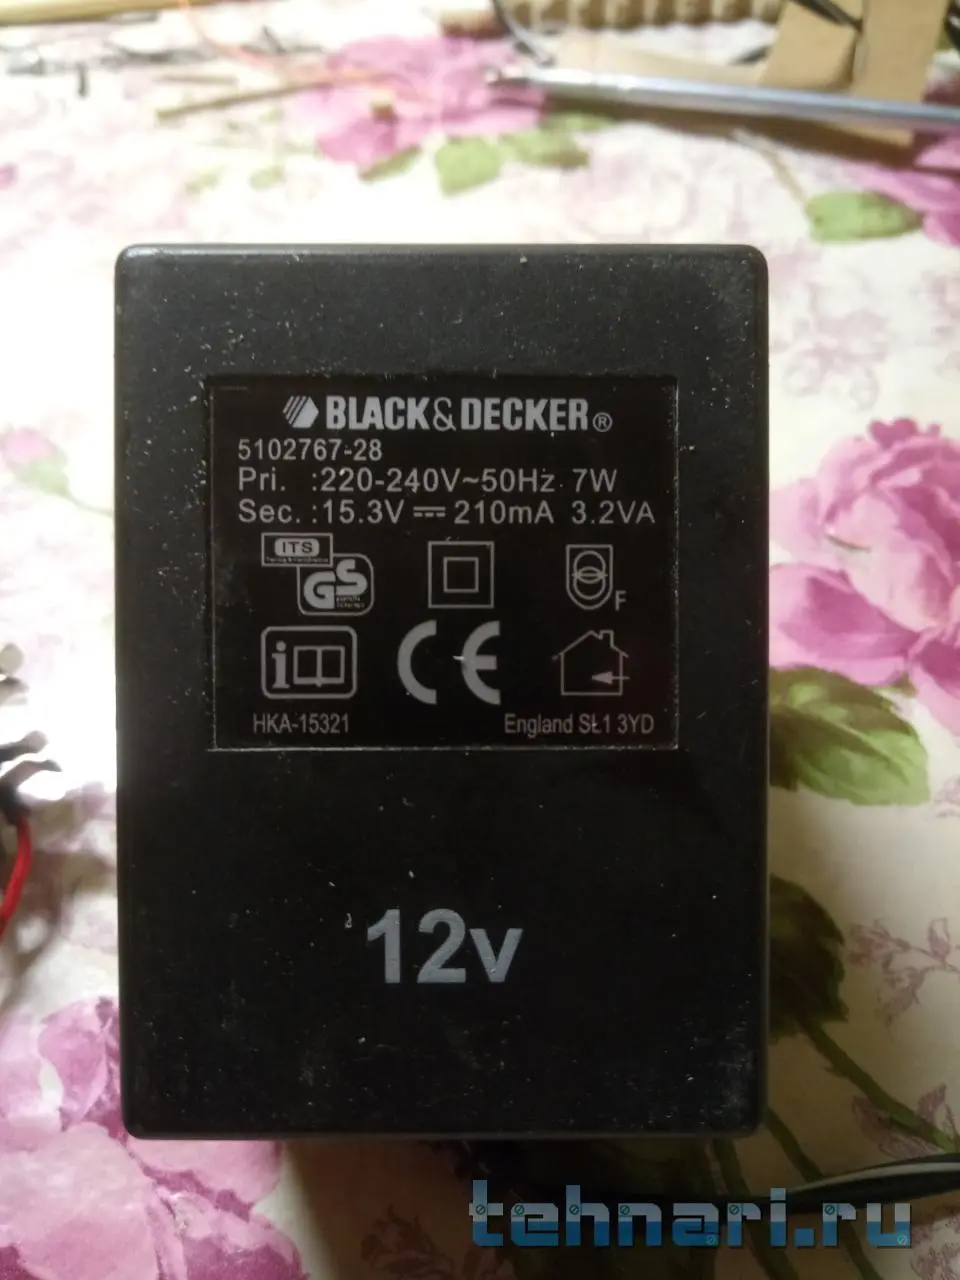 BLACK&DECKER®
5102767-28
Pri. :220-240V~50Hz 7W
Sec. :15.3V ⎓ 210mA 3.2VA
ITS
GS
F
i
CE
HKA-15321
England SL1 3YD
12v
tehnari.ru